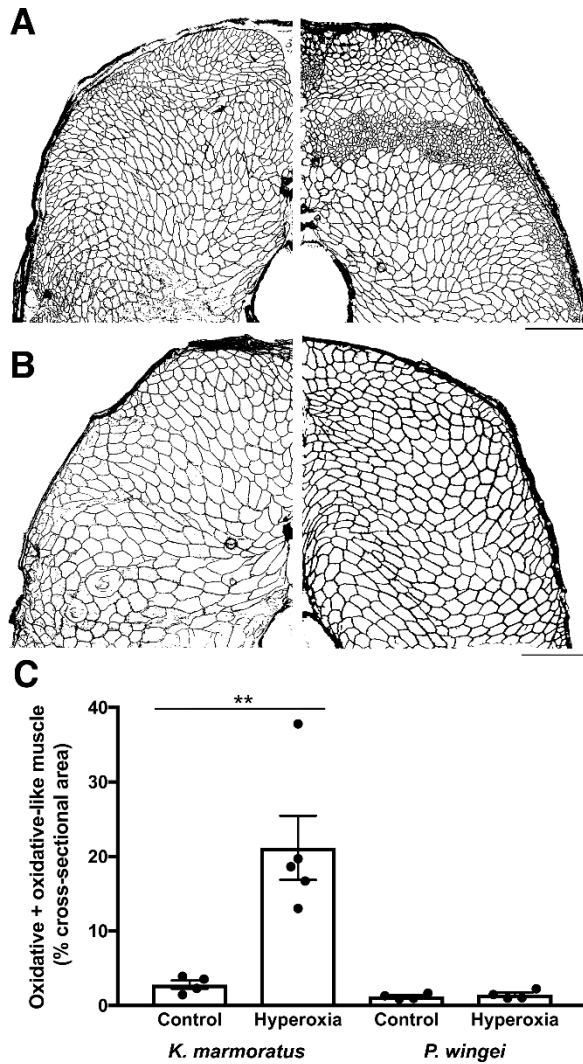 A
B
C
**
40
30
20
10
0
Oxidative + oxidative-like muscle
(% cross-sectional area)
Control Hyperoxia Control Hyperoxia
K. marmoratus P. wingei